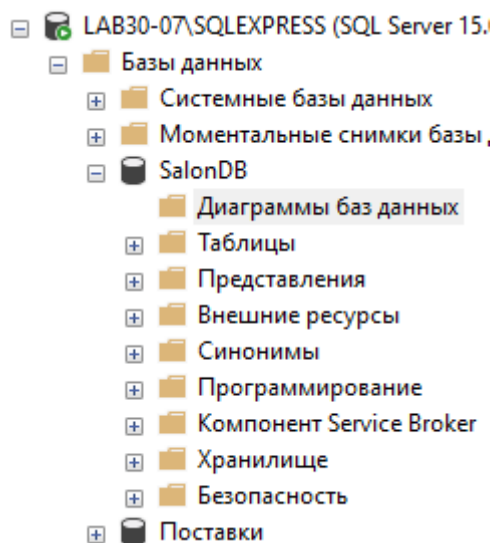 LAB30-07\SQLEXPRESS (SQL Server 15.
Базы данных
Системные базы данных
Моментальные снимки базы
SalonDB
Диаграммы баз данных
Таблицы
Представления
Внешние ресурсы
Синонимы
Программирование
Компонент Service Broker
Хранилище
Безопасность
Поставки